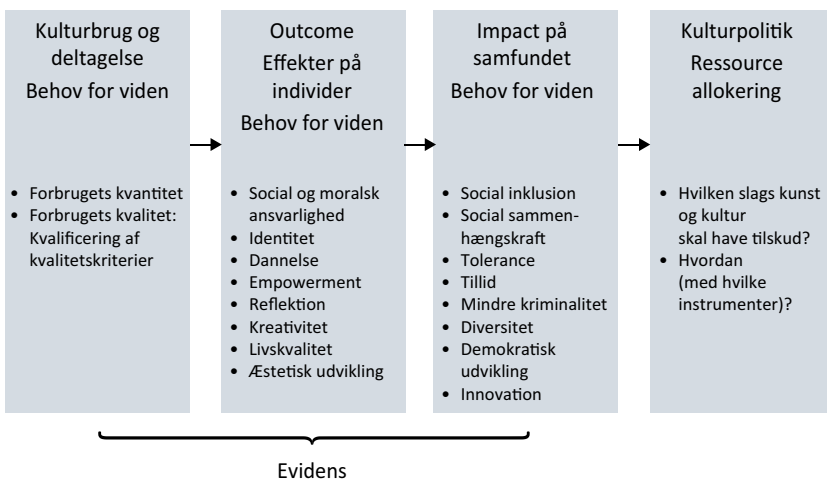 Kulturbrug og
deltagelse
Behov for viden
• Forbrugets kvantitet
• Forbrugets kvalitet:
Kvalificering af
kvalitetskriterier
Outcome
Effekter på
individer
Behov for viden
• Social og moralsk
ansvarlighed
• Identitet
• Dannelse
• Empowerment
• Reflektion
• Kreativitet
• Livskvalitet
• Æstetisk udvikling
Impact på
samfundet
Behov for viden
• Social inklusion
• Social sammen-
hængskraft
• Tolerance
• Tillid
• Mindre kriminalitet
• Diversitet
• Demokratisk
udvikling
• Innovation
Kulturpolitik
Ressource
allokering
• Hvilken slags kunst
og kultur
skal have tilskud?
• Hvordan
(med hvilke
instrumenter)?
Evidens